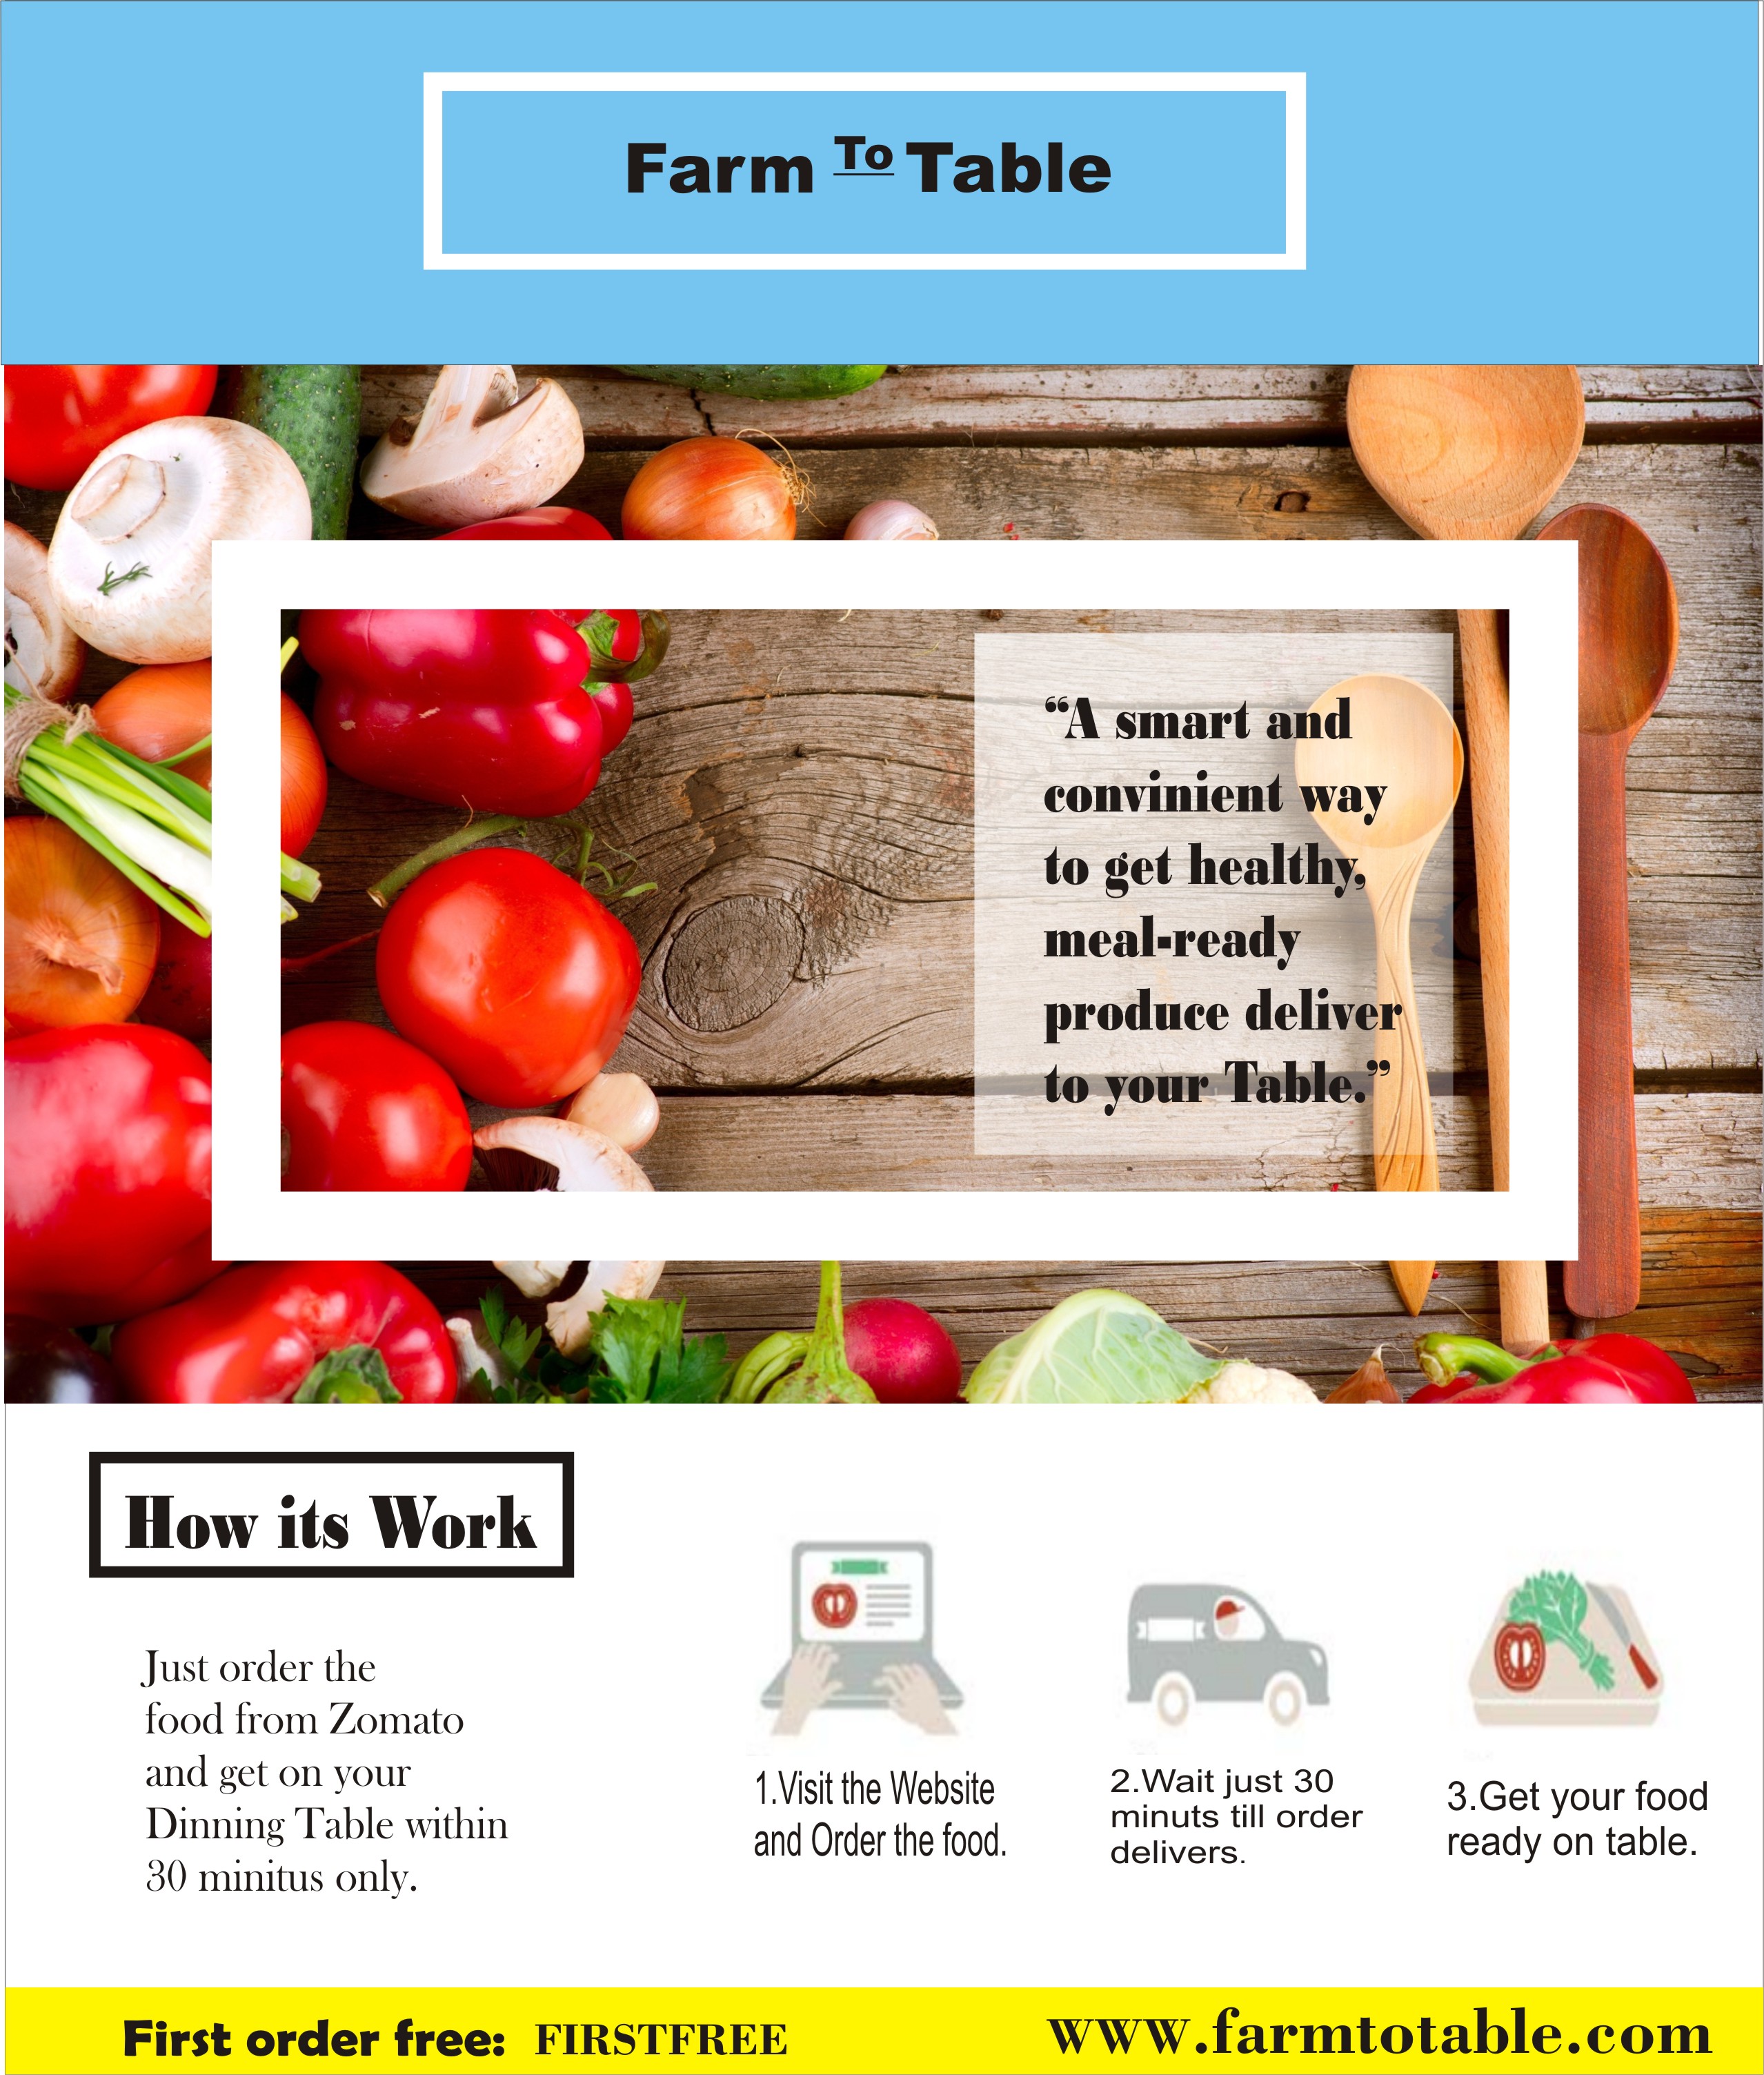 Farm To Table
“A smart and
convinient way
to get healthy,
meal-ready
produce deliver
to your Table.”
How its Work
Just order the
food from Zomato
and get on your
Dinning Table within
30 minitus only.
1.Visit the Website
and Order the food.
2.Wait just 30
minuts till order
delivers.
3.Get your food
ready on table.
First order free: FIRSTFREE
www.farmtotable.com